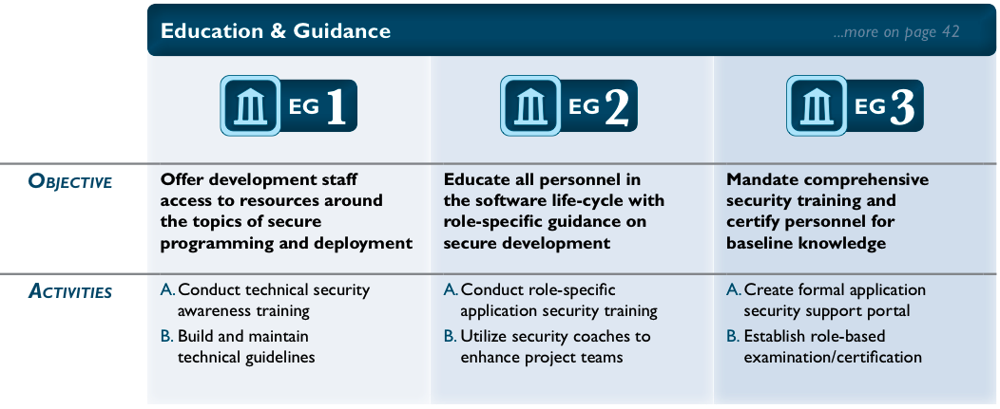 Education & Guidance ...more on page 42
EG 1 EG 2 EG 3
OBJECTIVE
Offer development staff
access to resources around
the topics of secure
programming and deployment
Educate all personnel in
the software life-cycle with
role-specific guidance on
secure development
Mandate comprehensive
security training and
certify personnel for
baseline knowledge
ACTIVITIES
A. Conduct technical security
awareness training
B. Build and maintain
technical guidelines
A. Conduct role-specific
application security training
B. Utilize security coaches to
enhance project teams
A. Create formal application
security support portal
B. Establish role-based
examination/certification